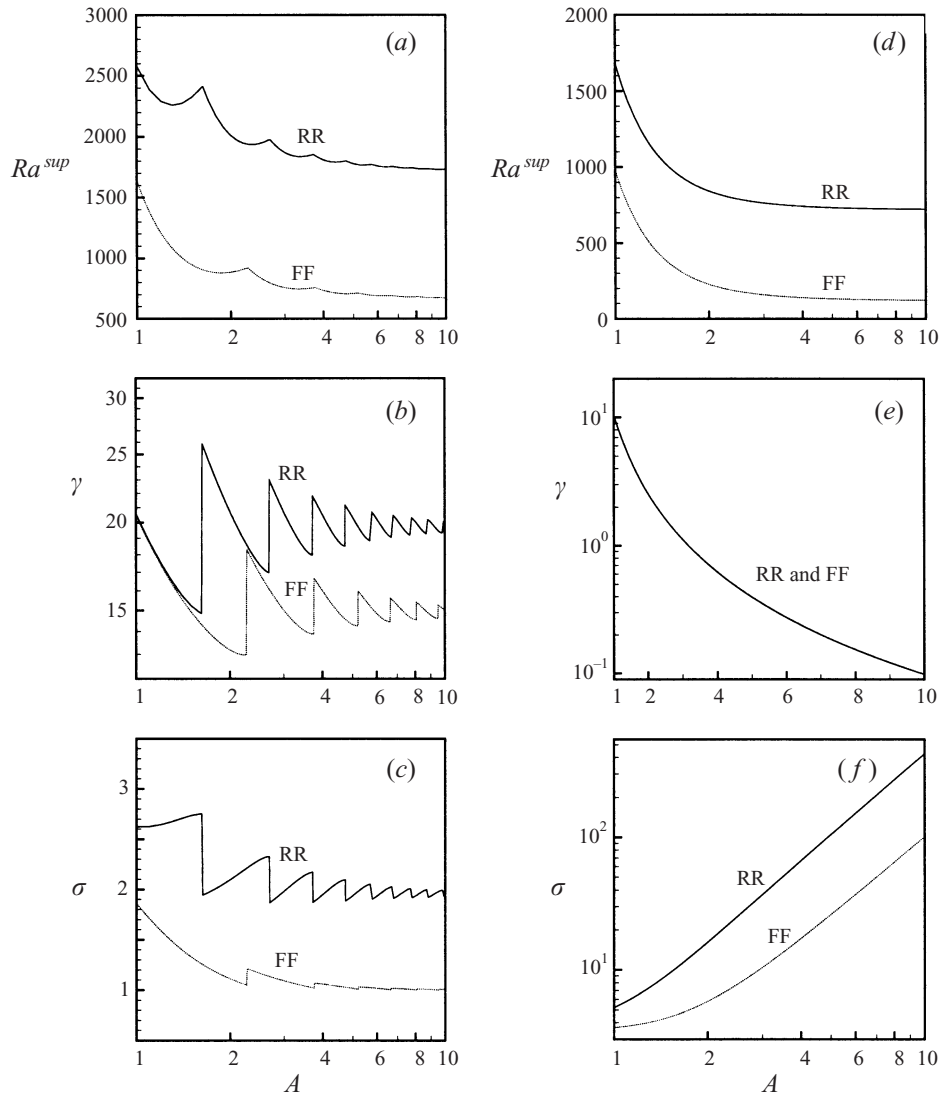 (a)
3000
2500
2000
1500
1000
500
Ra^sup
RR
FF
1
2
4
6
8
10
(d)
2000
1500
1000
500
0
Ra^sup
RR
FF
1
2
4
6
8
10
(b)
30
25
20
15
γ
RR
FF
1
2
4
6
8
10
(e)
10^1
10^0
10^−1
γ
RR and FF
1
2
4
6
8
10
(c)
3
2
1
σ
RR
FF
1
2
4
6
8
10
A
(f)
10^2
10^1
σ
RR
FF
1
2
4
6
8
10
A